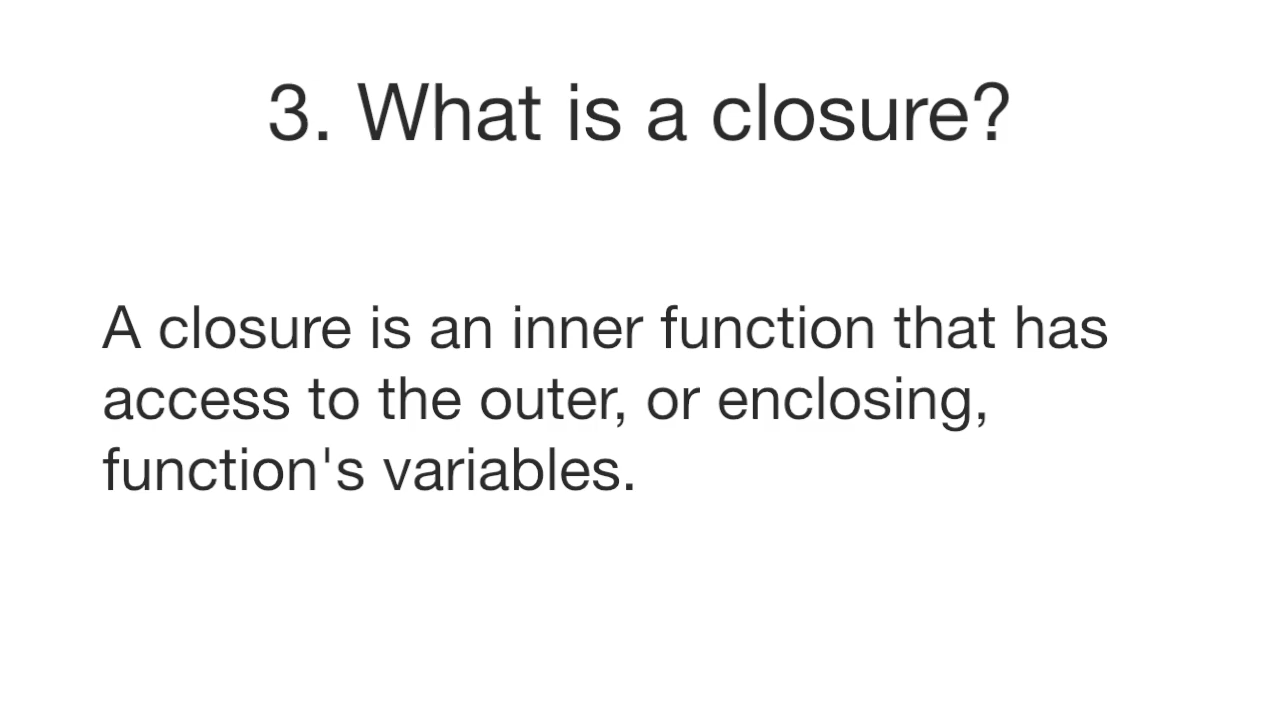 3. What is a closure?
A closure is an inner function that has
access to the outer, or enclosing,
function's variables.